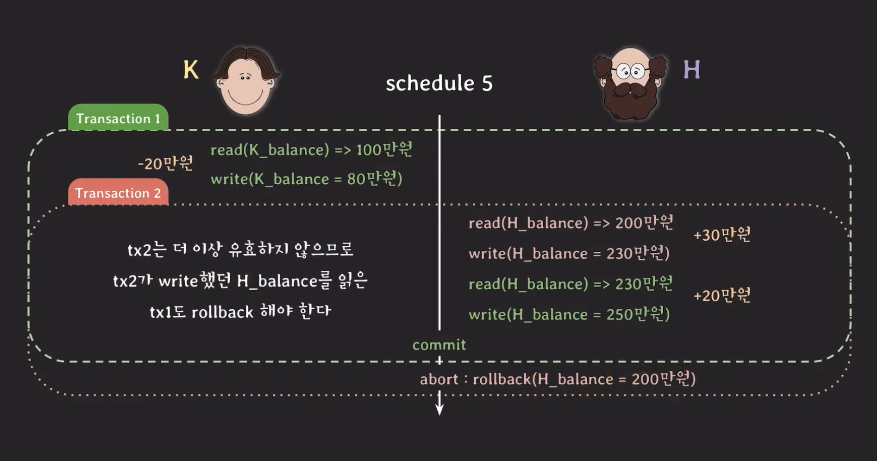 K
schedule 5
H
Transaction 1
-20만원
read(K_balance) => 100만원
write(K_balance = 80만원)
Transaction 2
read(H_balance) => 200만원
write(H_balance = 230만원)
+30만원
read(H_balance) => 230만원
write(H_balance = 250만원)
+20만원
tx2는 더 이상 유효하지 않으므로
tx2가 write했던 H_balance를 읽은
tx1도 rollback 해야 한다
commit
abort : rollback(H_balance = 200만원)